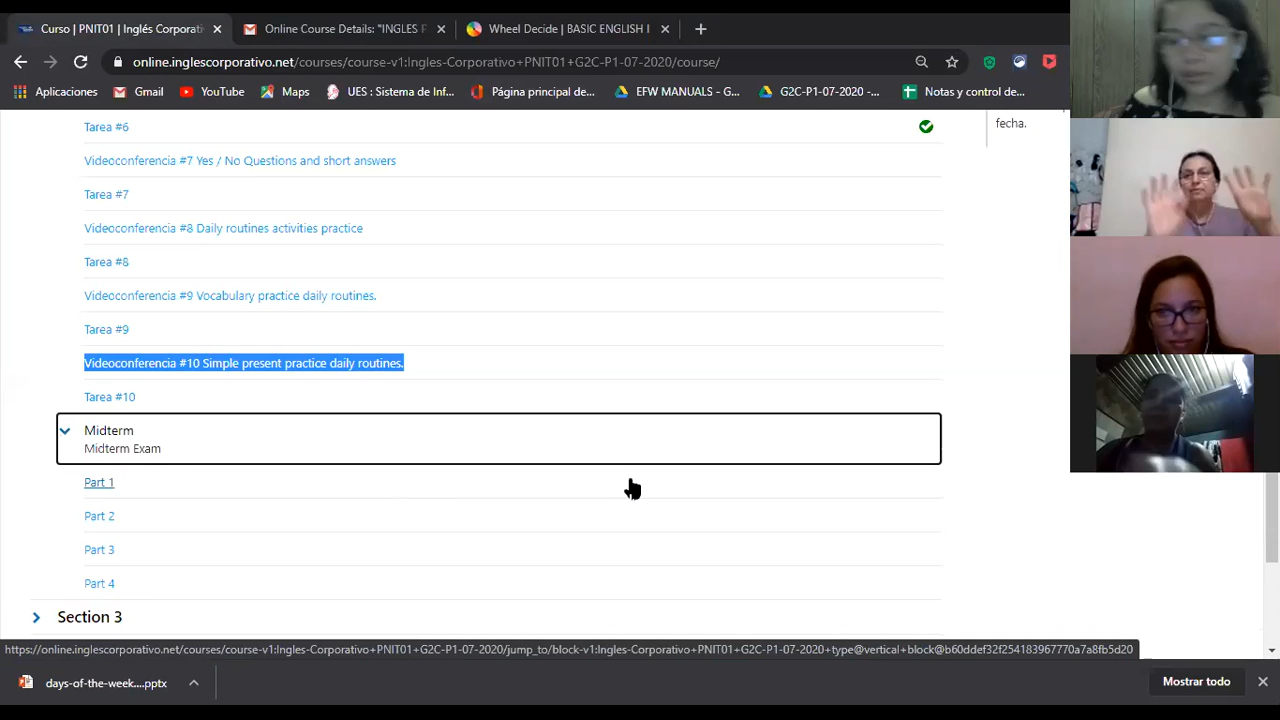 Curso | PNIT01 | Inglés Corporati
Online Course Details: "INGLES F
Wheel Decide | BASIC ENGLISH I
online.inglescorporativo.net/courses/course-v1:Ingles-Corporativo+PNIT01+G2C-P1-07-2020/course/
Aplicaciones
Gmail
YouTube
Maps
UES : Sistema de Inf...
Página principal de...
EFW MANUALS - G...
G2C-P1-07-2020 -...
Notas y control de...
fecha.
Tarea #6
Videoconferencia #7 Yes / No Questions and short answers
Tarea #7
Videoconferencia #8 Daily routines activities practice
Tarea #8
Videoconferencia #9 Vocabulary practice daily routines.
Tarea #9
Videoconferencia #10 Simple present practice daily routines.
Tarea #10
Midterm
Midterm Exam
Part 1
Part 2
Part 3
Part 4
Section 3
https://online.inglescorporativo.net/courses/course-v1:Ingles-Corporativo+PNIT01+G2C-P1-07-2020/jump_to/block-v1:Ingles-Corporativo+PNIT01+G2C-P1-07-2020+type@vertical+block@b60ddef32f254183967770a7a8fb5d20
days-of-the-week....pptx
Mostrar todo